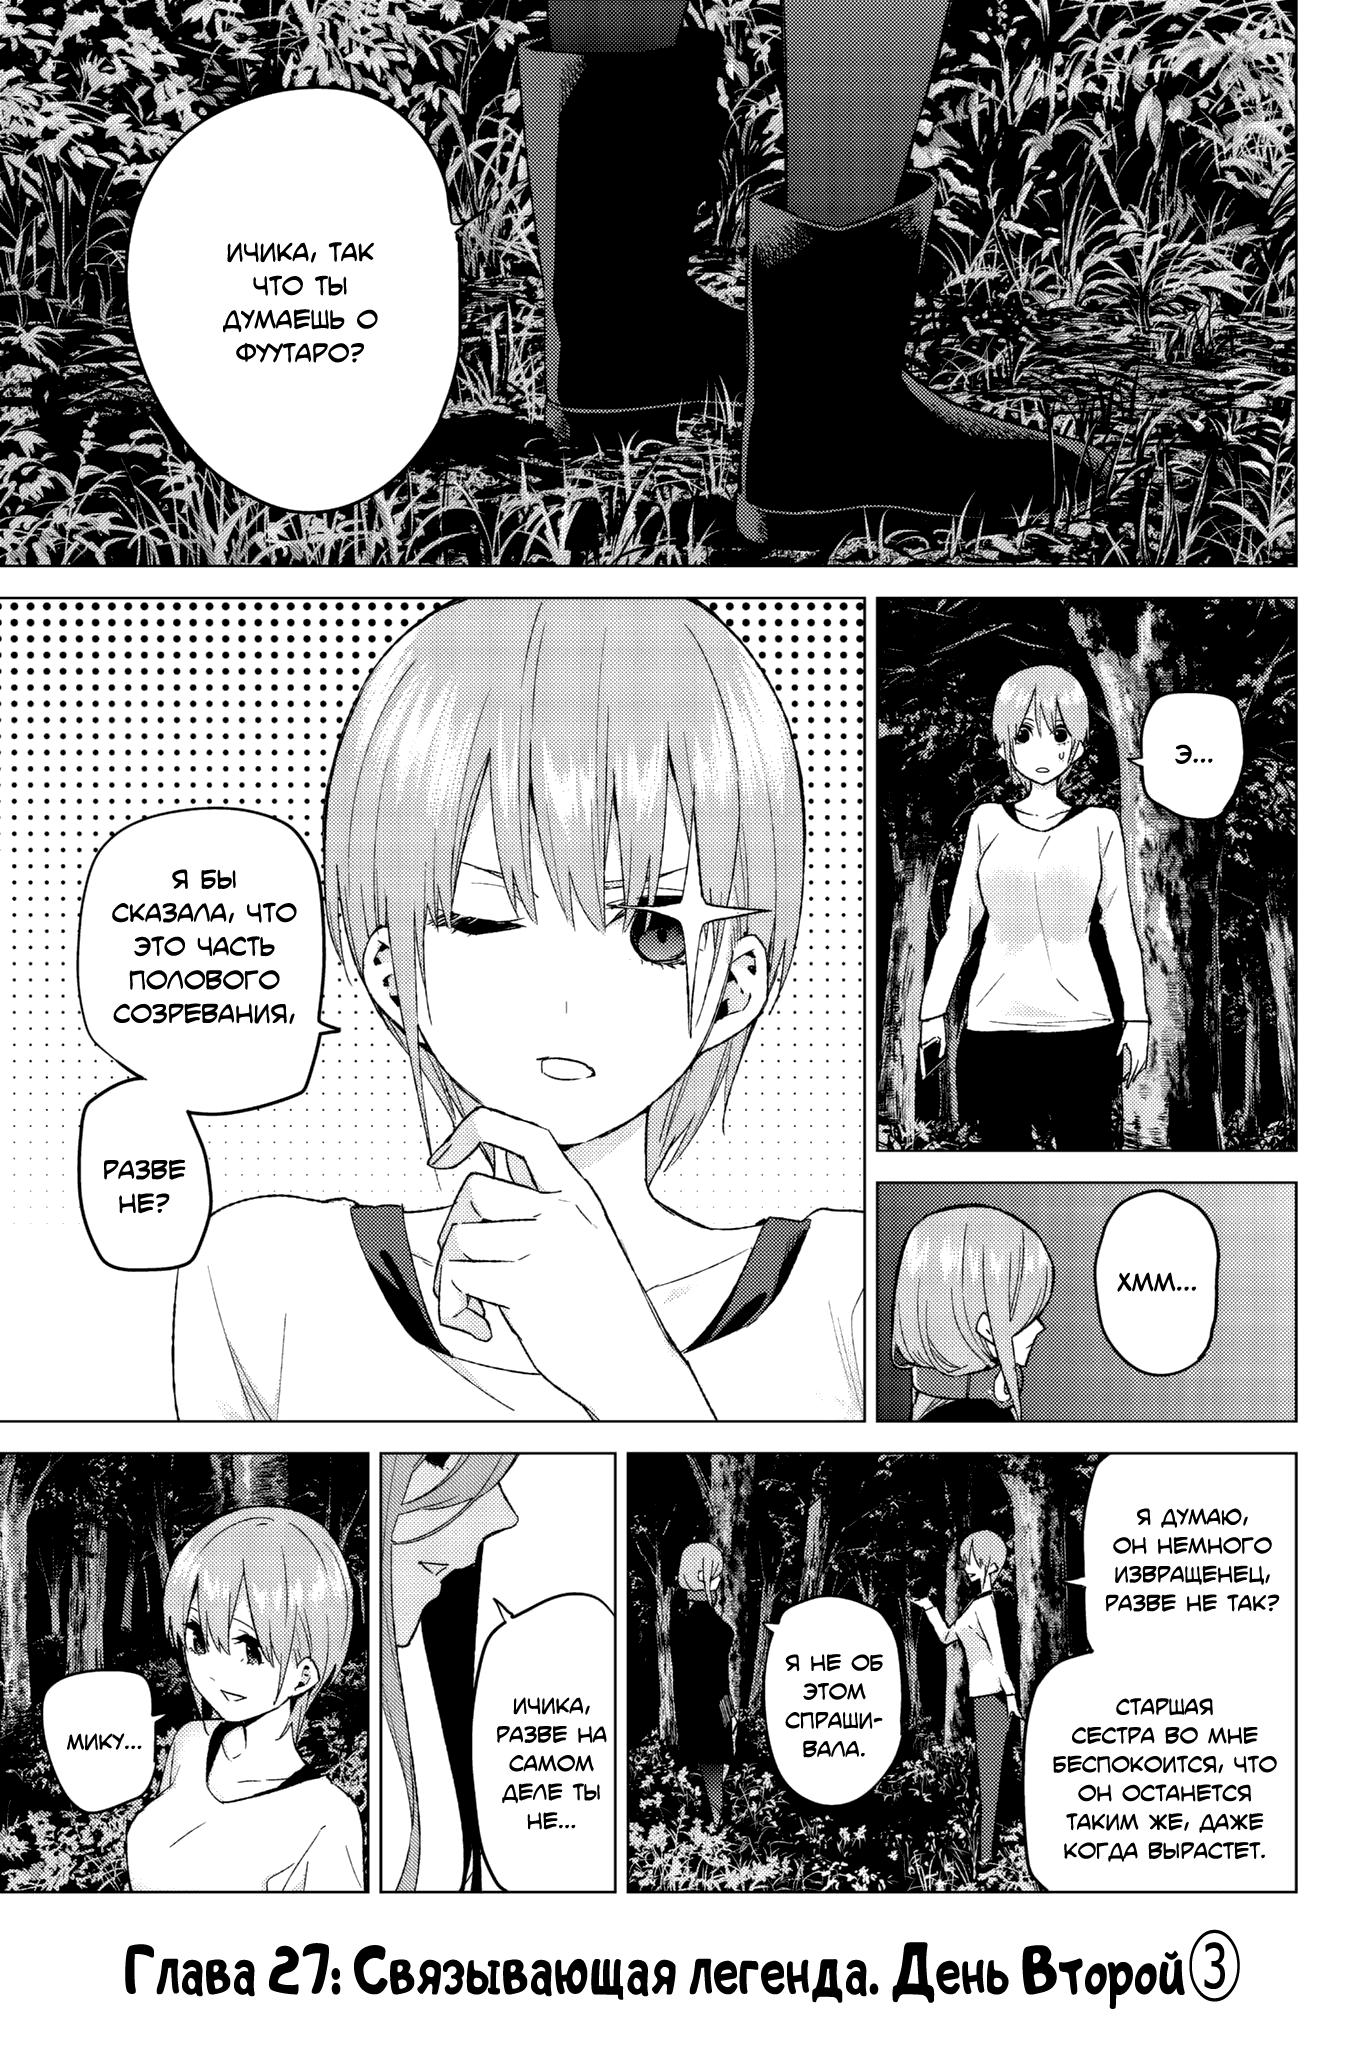 ИЧИКА, ТАК
ЧТО ТЫ
ДУМАЕШЬ О
ФУУТАРО?
Э...
Я БЫ
СКАЗАЛА, ЧТО
ЭТО ЧАСТЬ
ПОЛОВОГО
СОЗРЕВАНИЯ,
РАЗВЕ
НЕ?
ХММ...
Я ДУМАЮ,
ОН НЕМНОГО
ИЗВРАЩЕНЕЦ,
РАЗВЕ НЕ ТАК?
СТАРШАЯ
СЕСТРА ВО МНЕ
БЕСПОКОИТСЯ, ЧТО
ОН ОСТАНЕТСЯ
ТАКИМ ЖЕ, ДАЖЕ
КОГДА ВЫРАСТЕТ.
Я НЕ ОБ
ЭТОМ
СПРАШИ-
ВАЛА.
ИЧИКА,
РАЗВЕ НА
САМОМ
ДЕЛЕ ТЫ
НЕ...
МИКУ...
Глава 27: Связывающая легенда. День Второй③